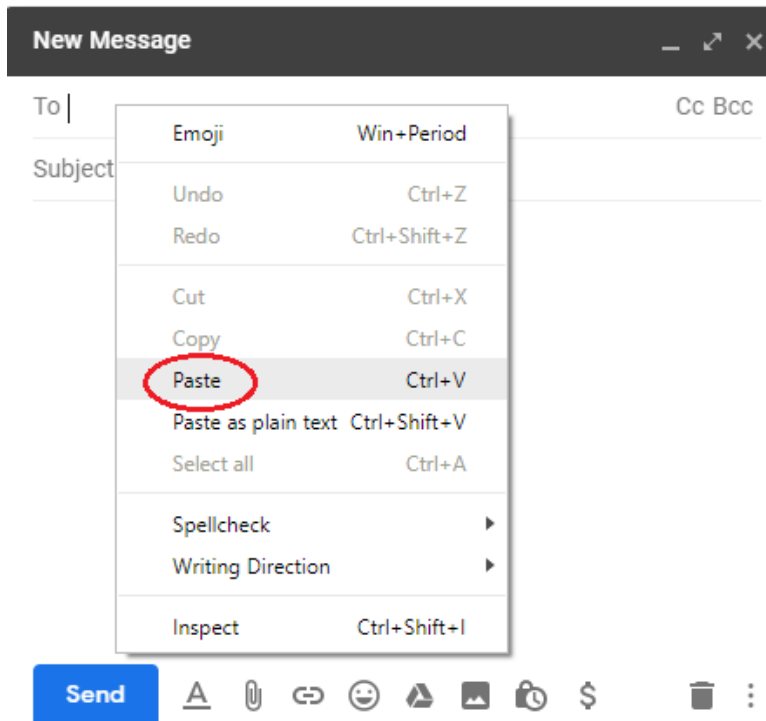 New Message
To Cc Bcc
Subject
Emoji Win+Period
Undo Ctrl+Z
Redo Ctrl+Shift+Z
Cut Ctrl+X
Copy Ctrl+C
Paste Ctrl+V
Paste as plain text Ctrl+Shift+V
Select all Ctrl+A
Spellcheck
Writing Direction
Inspect Ctrl+Shift+I
Send A $